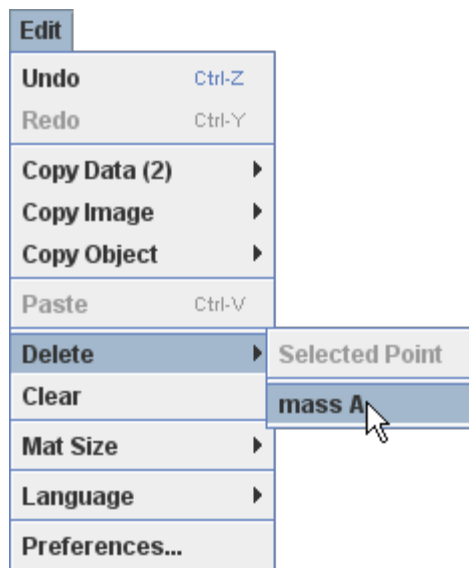 Edit
Undo Ctrl-Z
Redo Ctrl-Y
Copy Data (2)
Copy Image
Copy Object
Paste Ctrl-V
Delete
Selected Point
Clear
mass A
Mat Size
Language
Preferences...